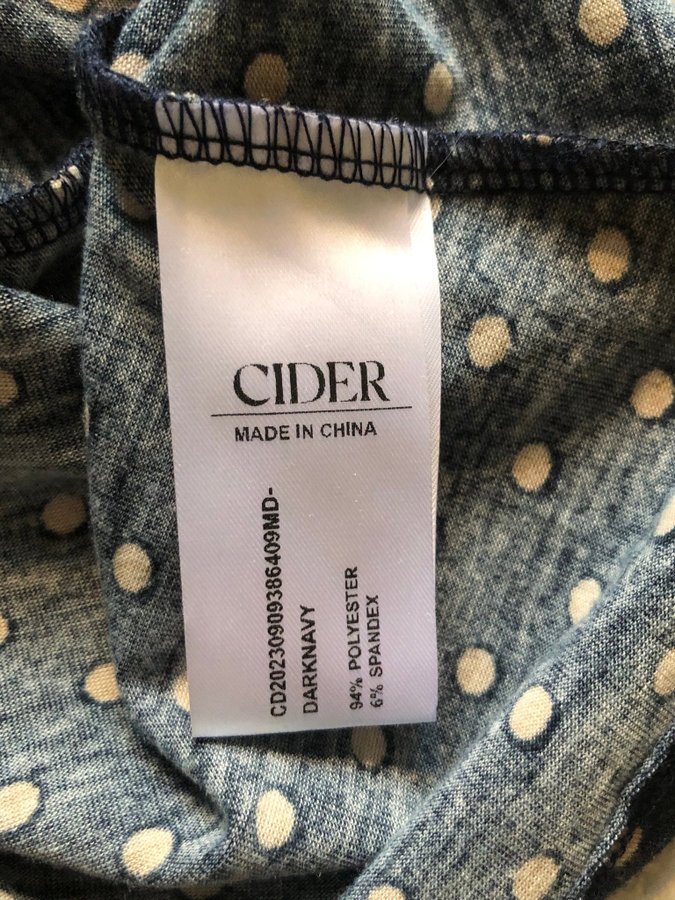 CIDER
MADE IN CHINA
CD20230909386409MD-
DARKNAVY
94% POLYESTER
6% SPANDEX